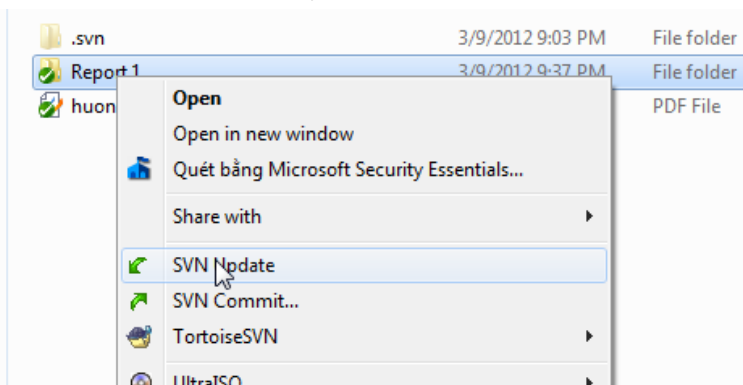 .svn 3/9/2012 9:03 PM File folder
Report 1 3/9/2012 9:37 PM File folder
huon PDF File
Open
Open in new window
Quét bằng Microsoft Security Essentials...
Share with
SVN Update
SVN Commit...
TortoiseSVN
UltraISO